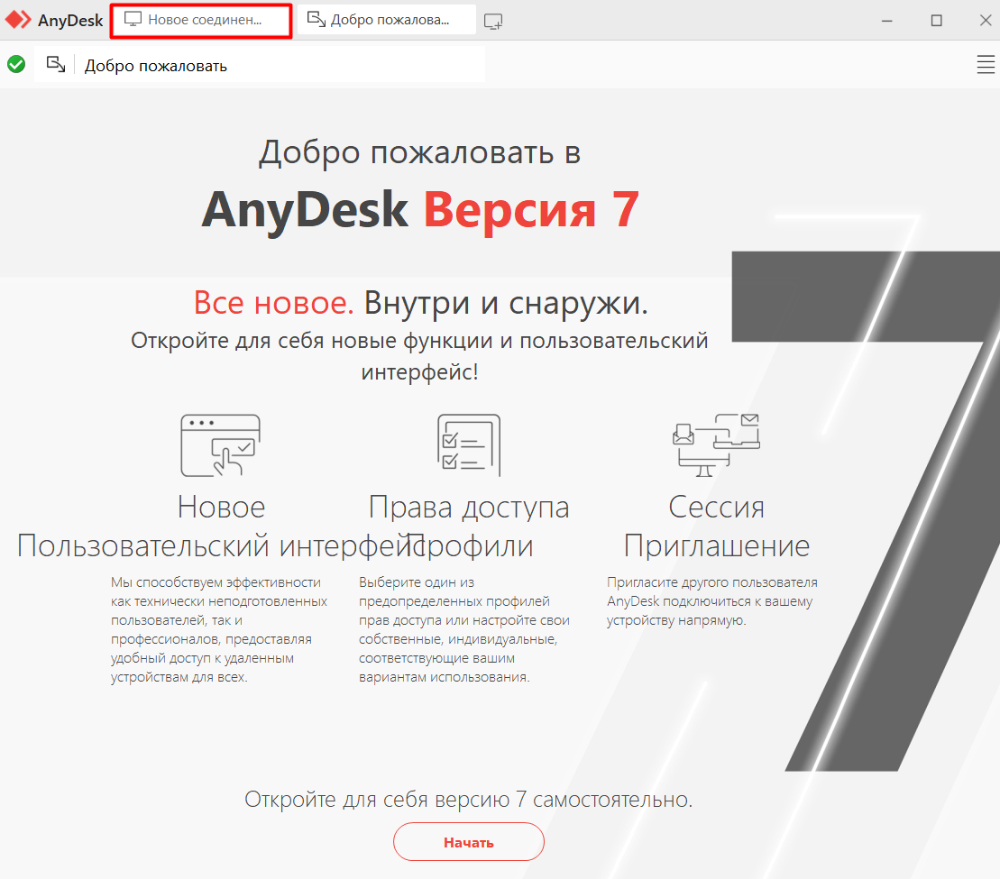 AnyDesk
Новое соединен...
Добро пожалова...
Добро пожаловать
Добро пожаловать в
AnyDesk Версия 7
Все новое. Внутри и снаружи.
Откройте для себя новые функции и пользовательский
интерфейс!
Новое
Пользовательский интерфейс
Мы способствуем эффективности
как технически неподготовленных
пользователей, так и
профессионалов, предоставляя
удобный доступ к удаленным
устройствам для всех.
Права доступа
Профили
Выберите один из
предопределенных профилей
прав доступа или настройте свои
собственные, индивидуальные,
соответствующие вашим
вариантам использования.
Сессия
Приглашение
Пригласите другого пользователя
AnyDesk подключиться к вашему
устройству напрямую.
7
Откройте для себя версию 7 самостоятельно.
Начать